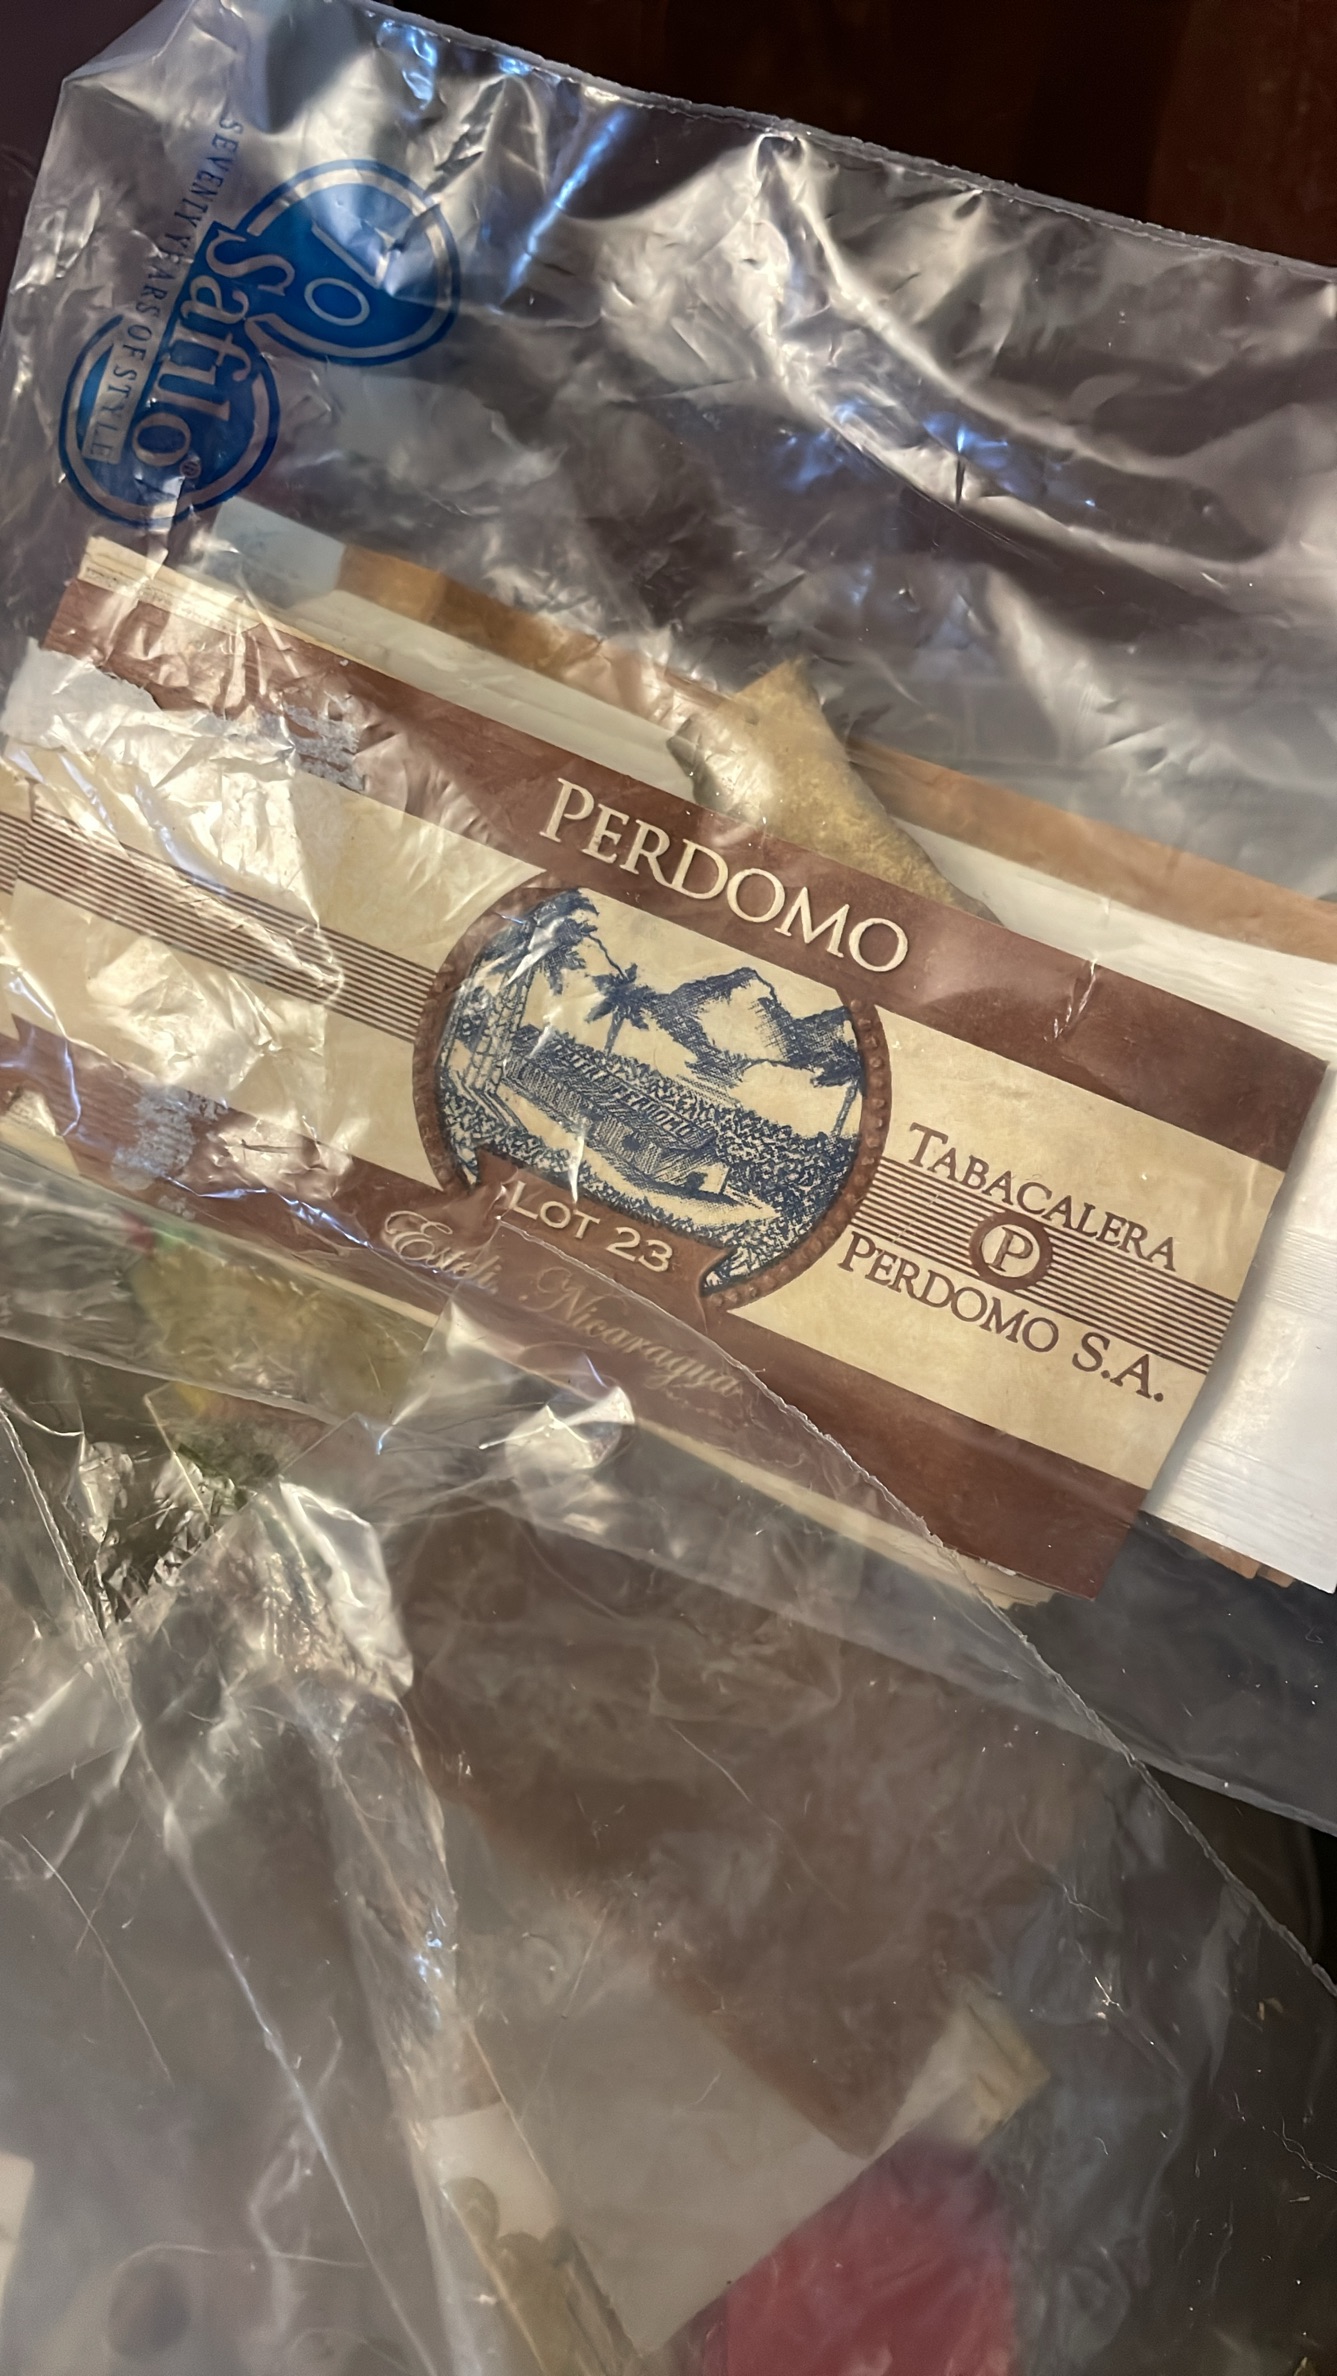 SEVENTY YEARS OF STYLE
70
Safilo®
PERDOMO
LOT 23
Estelí Nicaragua
TABACALERA
P
PERDOMO S.A.